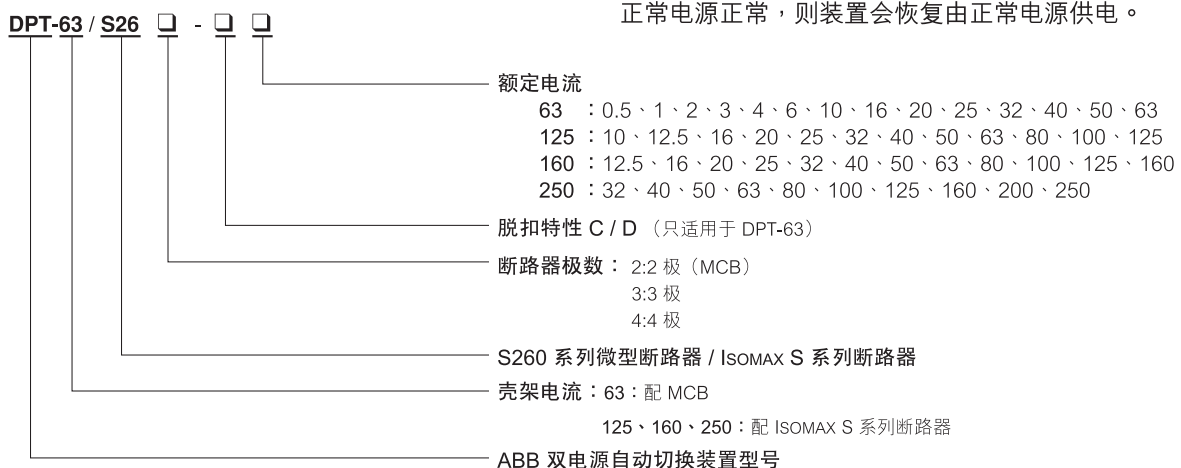 正常电源正常，则装置会恢复由正常电源供电。
DPT-63 / S26 ❑ - ❑ ❑
额定电流
63 ：0.5、1、2、3、4、6、10、16、20、25、32、40、50、63
125 ：10、12.5、16、20、25、32、40、50、63、80、100、125
160 ：12.5、16、20、25、32、40、50、63、80、100、125、160
250 ：32、40、50、63、80、100、125、160、200、250
脱扣特性 C / D （只适用于 DPT-63）
断路器极数： 2:2 极（MCB）
3:3 极
4:4 极
S260 系列微型断路器 / ISOMAX S 系列断路器
壳架电流：63：配 MCB
125、160、250：配 ISOMAX S 系列断路器
ABB 双电源自动切换装置型号